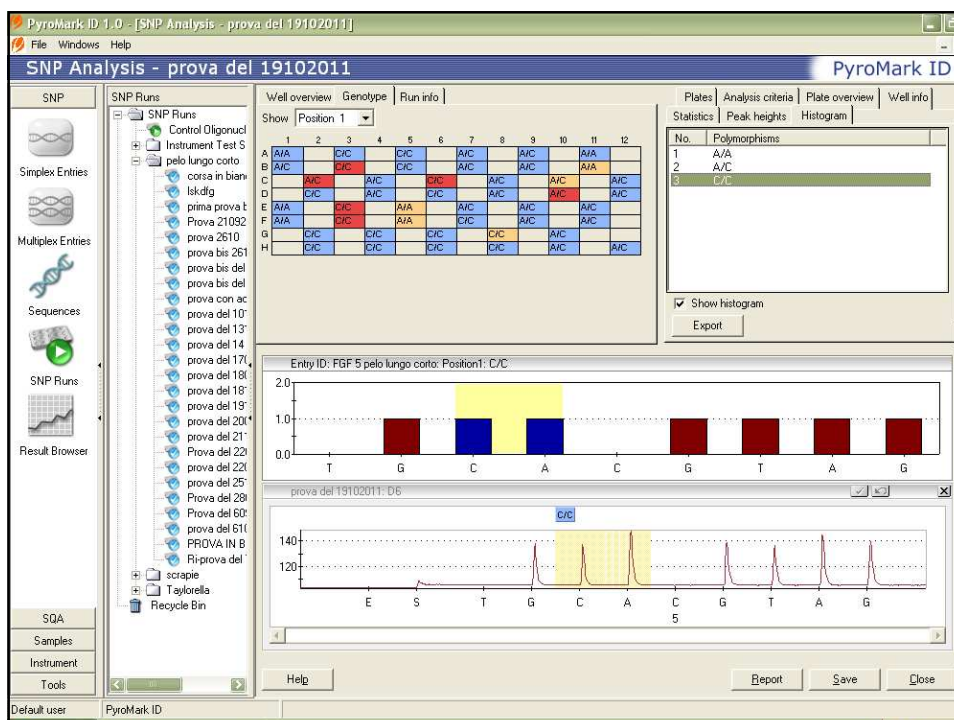 PyroMark ID 1.0 - [SNP Analysis - prova del 19102011]
File Windows Help
SNP Analysis - prova del 19102011
PyroMark ID
SNP
Simplex Entries
Multiplex Entries
Sequences
SNP Runs
Result Browser
SQA
Samples
Instrument
Tools
SNP Runs
SNP Runs
Control Oligonucl
Instrument Test S
pelo lungo corto
corsa in bian
lskdfg
prima prova b
Prova 21092
prova 2610
prova bis 261
prova bis del
prova bis del
prova con ac
prova del 10
prova del 13
prova del 14
prova del 170
prova del 180
prova del 18
prova del 19
prova del 200
prova del 21
Prova del 220
prova del 220
prova del 25
Prova del 280
Prova del 60
prova del 610
PROVA IN B
Ri-prova del
scrapie
Taylorella
Recycle Bin
Well overview Genotype Run info
Show Position 1
1 2 3 4 5 6 7 8 9 10 11 12
A A/A C/C C/C A/C A/C A/A
B A/C C/C C/C A/C C/C A/A
C A/C A/C C/C A/C A/C A/C
D C/C A/C C/C A/C A/C C/C
E A/A C/C A/A A/C A/C C/C
F A/A C/C A/A C/C A/C C/C
G C/C C/C C/C C/C A/C
H C/C C/C C/C C/C A/C A/C
Plates Analysis criteria Plate overview Well info
Statistics Peak heights Histogram
No. Polymorphisms
1 A/A
2 A/C
3 C/C
Show histogram
Export
Entry ID: FGF 5 pelo lungo corto: Position1: C/C
2.0
1.0
0.0
T G C A C G T A G
prova del 19102011: D6
C/C
140
120
E S T G C A C G T A G
5
Help Report Save Close
Default user PyroMark ID